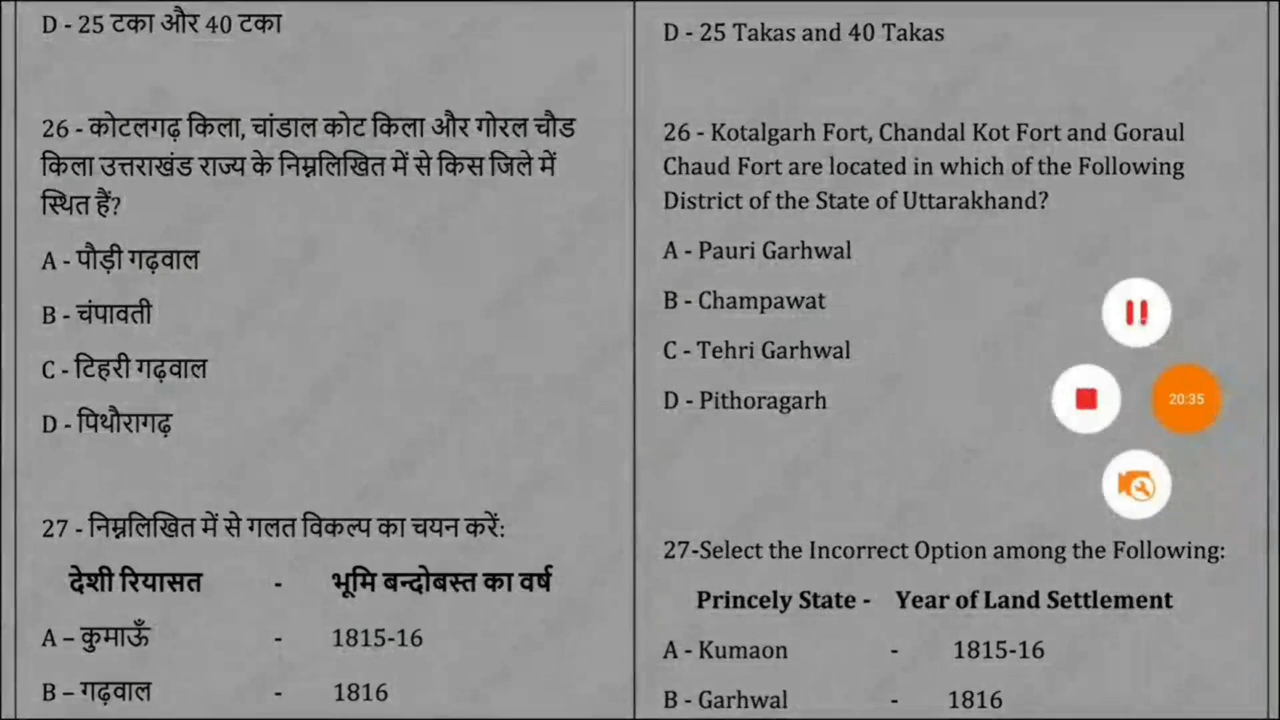 D - 25 टका और 40 टका
26 - कोटलगढ़ किला, चांडाल कोट किला और गोरल चौड
किला उत्तराखंड राज्य के निम्नलिखित में से किस जिले में
स्थित हैं?
A - पौड़ी गढ़वाल
B - चंपावती
C - टिहरी गढ़वाल
D - पिथौरागढ़
27 - निम्नलिखित में से गलत विकल्प का चयन करें:
देशी रियासत - भूमि बन्दोबस्त का वर्ष
A – कुमाऊँ - 1815-16
B – गढ़वाल - 1816
D - 25 Takas and 40 Takas
26 - Kotalgarh Fort, Chandal Kot Fort and Goraul
Chaud Fort are located in which of the Following
District of the State of Uttarakhand?
A - Pauri Garhwal
B - Champawat
C - Tehri Garhwal
D - Pithoragarh
20:35
27-Select the Incorrect Option among the Following:
Princely State - Year of Land Settlement
A - Kumaon - 1815-16
B - Garhwal - 1816